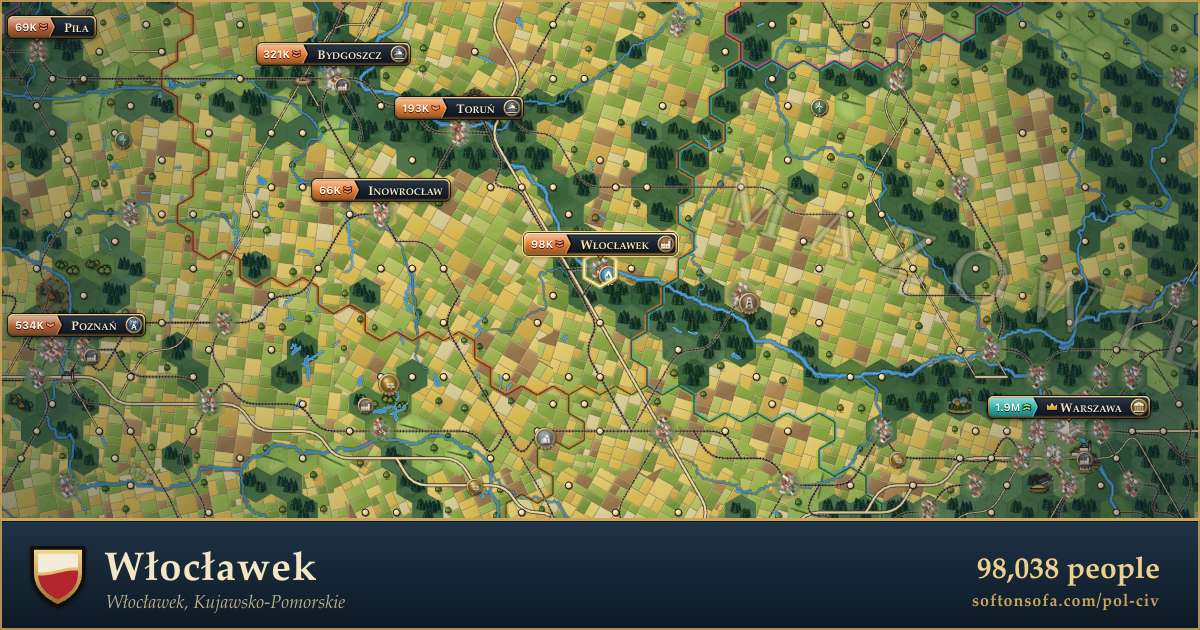 69K Piła
321K Bydgoszcz
193K Toruń
66K Inowrocław
MAZOWIE
98K Włocławek
534K Poznań
1.9M Warszawa
Włocławek
Włocławek, Kujawsko-Pomorskie
98,038 people
softonsofa.com/pol-civ